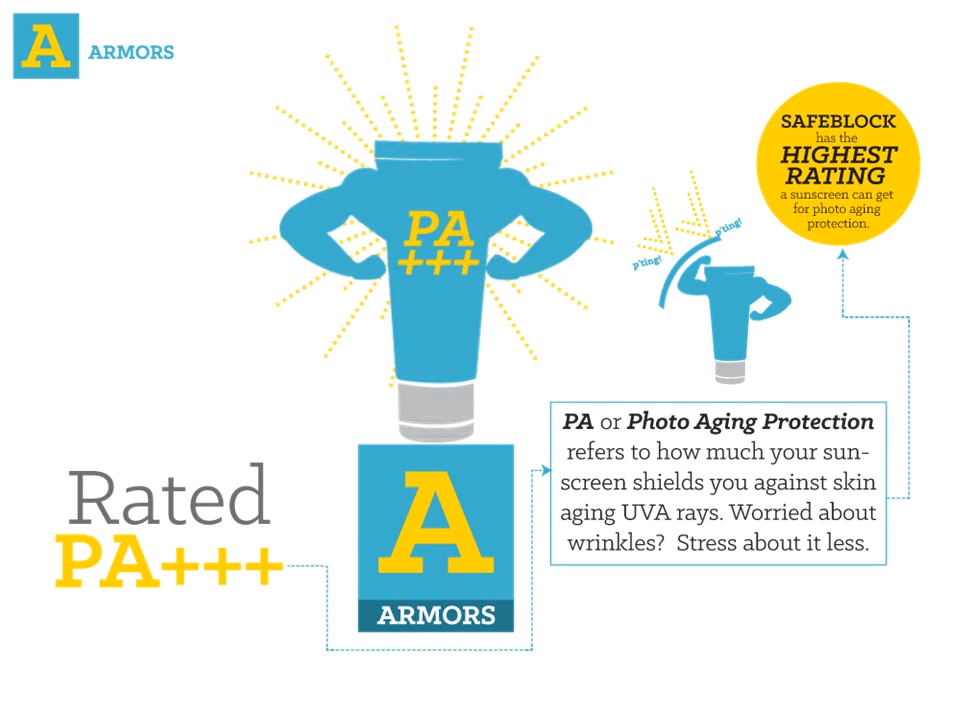 A
ARMORS
PA
+++
p'ting!
p'ting!
SAFEBLOCK
has the
HIGHEST
RATING
a sunscreen can get
for photo aging
protection.
Rated
PA+++
A
ARMORS
PA or Photo Aging Protection
refers to how much your sun-
screen shields you against skin
aging UVA rays. Worried about
wrinkles?  Stress about it less.